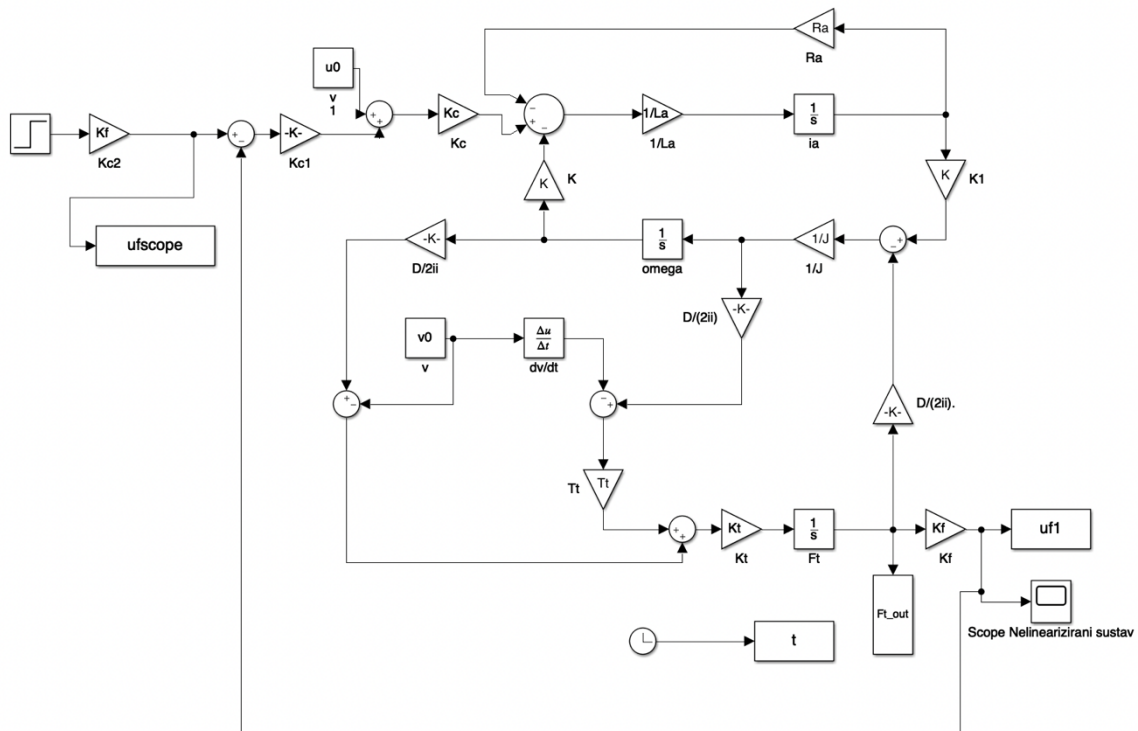 Ra
Ra
u0
v
1
Kf
Kc2
+
−
-K-
Kc1
+
+
Kc
Kc
−
+
−
1/La
1/La
1
s
ia
K
K
K
K1
ufscope
-K-
D/2ii
1
s
omega
1/J
1/J
−
+
-K-
D/(2ii)
v0
v
Δu
Δt
dv/dt
+
−
−
+
-K-
D/(2ii).
Tt
Tt
+
+
Kt
Kt
1
s
Ft
Kf
Kf
uf1
Ft_out
Scope Nelinearizirani sustav
t